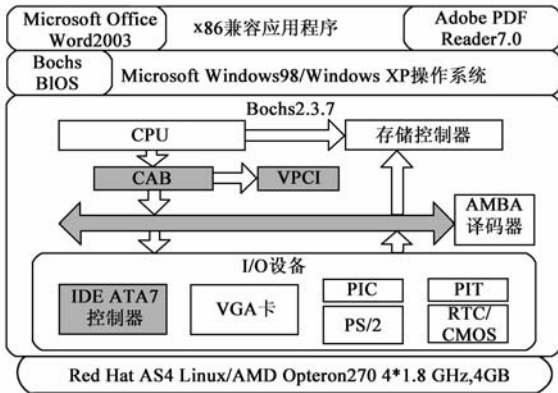 Microsoft Office
Word2003
x86兼容应用程序
Adobe PDF
Reader7.0
Bochs
BIOS
Microsoft Windows98/Windows XP操作系统
Bochs2.3.7
CPU
存储控制器
CAB
VPCI
AMBA
译码器
I/O设备
IDE ATA7
控制器
VGA卡
PIC
PIT
PS/2
RTC/
CMOS
Red Hat AS4 Linux/AMD Opteron270 4*1.8 GHz,4GB